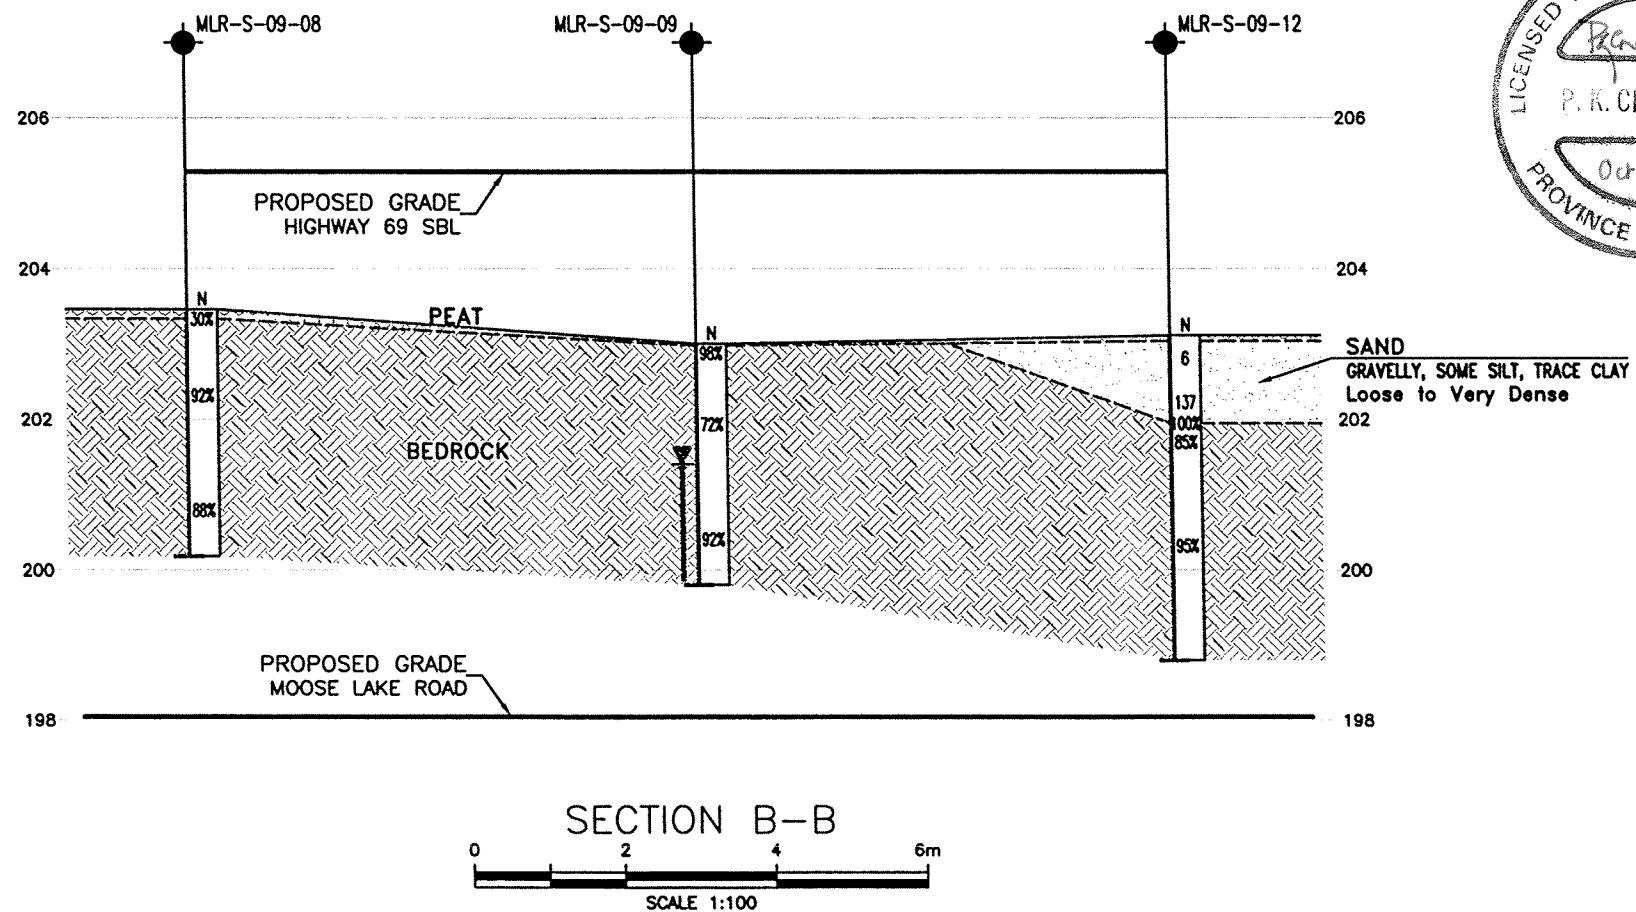 MLR-S-09-08
MLR-S-09-09
MLR-S-09-12
LICENSED
P. K.
PROVINCE
206
206
PROPOSED GRADE
HIGHWAY 69 SBL
204
204
N
30%
92%
88%
PEAT
BEDROCK
N
98%
72%
92%
N
6
137
100%
85%
95%
SAND
GRAVELLY, SOME SILT, TRACE CLAY
Loose to Very Dense
202
202
200
200
PROPOSED GRADE
MOOSE LAKE ROAD
198
198
SECTION B-B
0 2 4 6m
SCALE 1:100